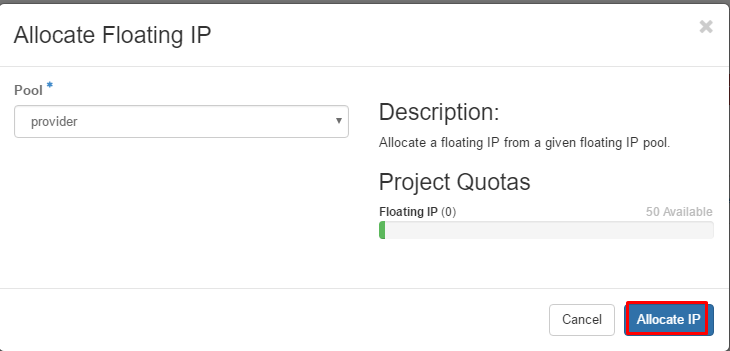 Allocate Floating IP
Pool *
provider
Description:
Allocate a floating IP from a given floating IP pool.
Project Quotas
Floating IP (0) 50 Available
Cancel Allocate IP